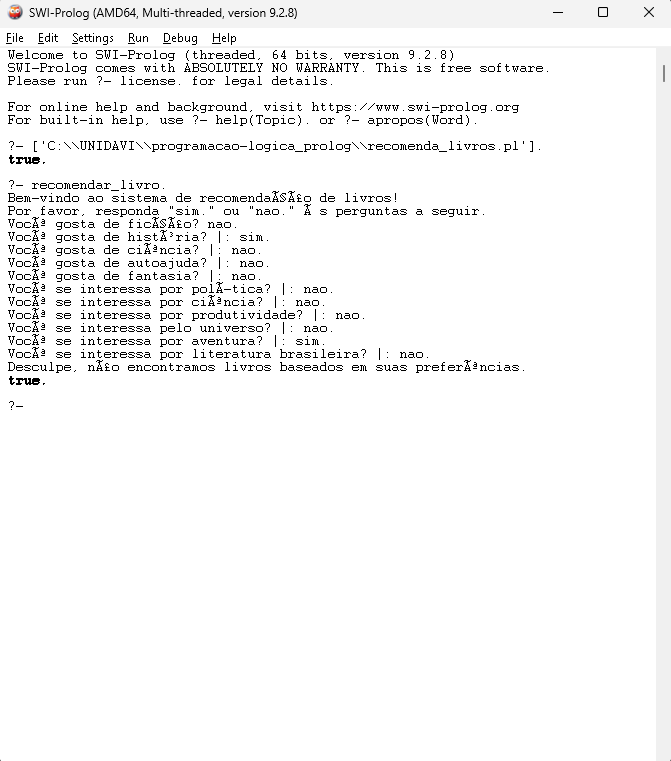 SWI-Prolog (AMD64, Multi-threaded, version 9.2.8)
File Edit Settings Run Debug Help
Welcome to SWI-Prolog (threaded, 64 bits, version 9.2.8)
SWI-Prolog comes with ABSOLUTELY NO WARRANTY. This is free software.
Please run ?- license. for legal details.
For online help and background, visit https://www.swi-prolog.org
For built-in help, use ?- help(Topic). or ?- apropos(Word).
?- ['C:\\UNIDAVI\\programacao-logica_prolog\\recomenda_livros.pl'].
true.
?- recomendar_livro.
Bem-vindo ao sistema de recomendaÃ§Ã£o de livros!
Por favor, responda "sim." ou "nao." Ã s perguntas a seguir.
VocÃª gosta de ficÃ§Ã£o? nao.
VocÃª gosta de histÃ³ria? |: sim.
VocÃª gosta de ciÃªncia? |: nao.
VocÃª gosta de autoajuda? |: nao.
VocÃª gosta de fantasia? |: nao.
VocÃª se interessa por polÃ­tica? |: nao.
VocÃª se interessa por ciÃªncia? |: nao.
VocÃª se interessa por produtividade? |: nao.
VocÃª se interessa pelo universo? |: nao.
VocÃª se interessa por aventura? |: sim.
VocÃª se interessa por literatura brasileira? |: nao.
Desculpe, nÃ£o encontramos livros baseados em suas preferÃªncias.
true.
?-